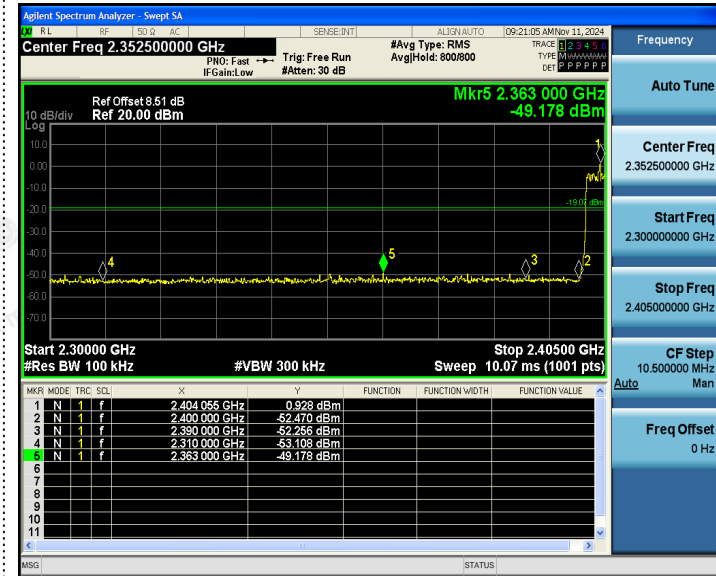 Agilent Spectrum Analyzer - Swept SA
RL RF 50 Ω AC SENSE:INT ALIGN AUTO 09:21:05 AM Nov 11, 2024
Center Freq 2.352500000 GHz #Avg Type: RMS TRACE 1 2 3 4 5 6
PNO: Fast Trig: Free Run Avg|Hold: 800/800 TYPE M
IFGain:Low #Atten: 30 dB DET P P P P P P
Mkr5 2.363 000 GHz
-49.178 dBm
Ref Offset 8.51 dB
10 dB/div Ref 20.00 dBm
Log
10.0
0.00
-10.0
-20.0
-30.0
-40.0
-50.0
-60.0
-70.0
1
-19.07 dBm
5
4
3
2
Start 2.30000 GHz Stop 2.40500 GHz
#Res BW 100 kHz #VBW 300 kHz Sweep 10.07 ms (1001 pts)
MKR MODE TRC SCL X Y FUNCTION FUNCTION WIDTH FUNCTION VALUE
1 N 1 f 2.404 055 GHz 0.928 dBm
2 N 1 f 2.400 000 GHz -52.470 dBm
3 N 1 f 2.390 000 GHz -52.256 dBm
4 N 1 f 2.310 000 GHz -53.108 dBm
5 N 1 f 2.363 000 GHz -49.178 dBm
6
7
8
9
10
11
MSG STATUS
Frequency
Auto Tune
Center Freq
2.352500000 GHz
Start Freq
2.300000000 GHz
Stop Freq
2.405000000 GHz
CF Step
10.500000 MHz
Auto Man
Freq Offset
0 Hz